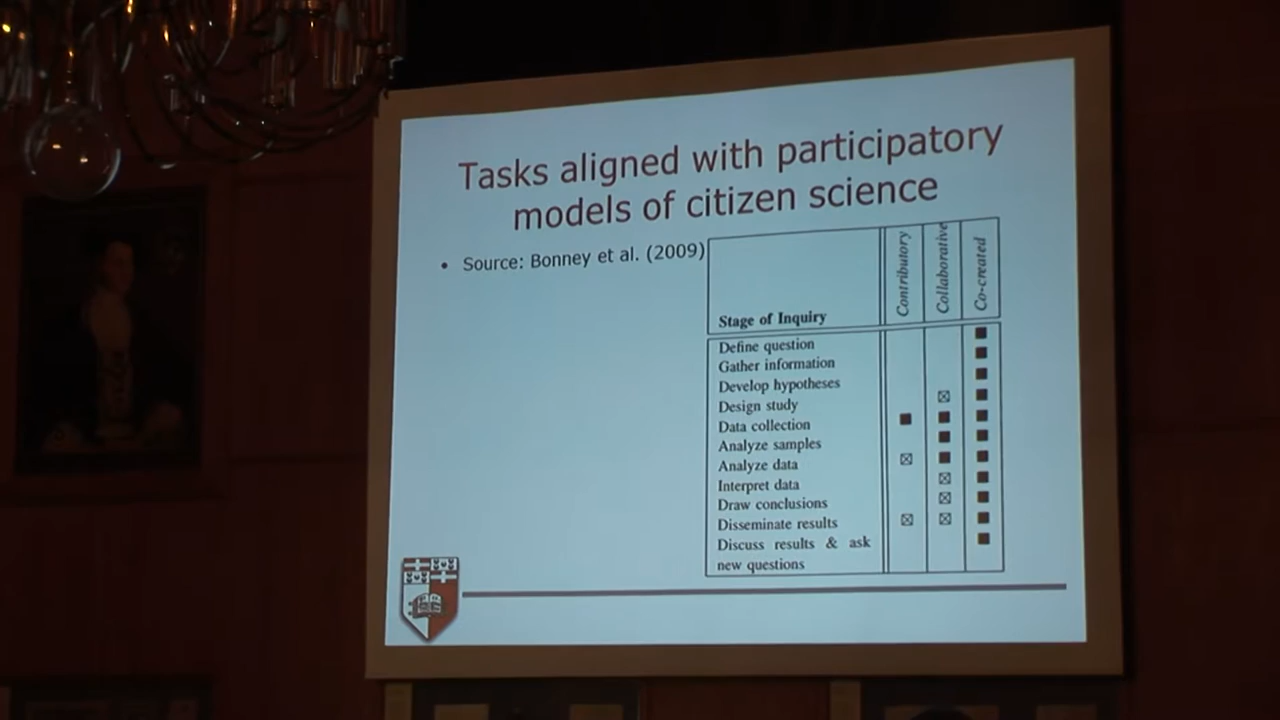 Tasks aligned with participatory
models of citizen science
• Source: Bonney et al. (2009)
Stage of Inquiry
Contributory
Collaborative
Co-created
Define question
Gather information
Develop hypotheses
Design study
Data collection
Analyze samples
Analyze data
Interpret data
Draw conclusions
Disseminate results
Discuss results & ask
new questions